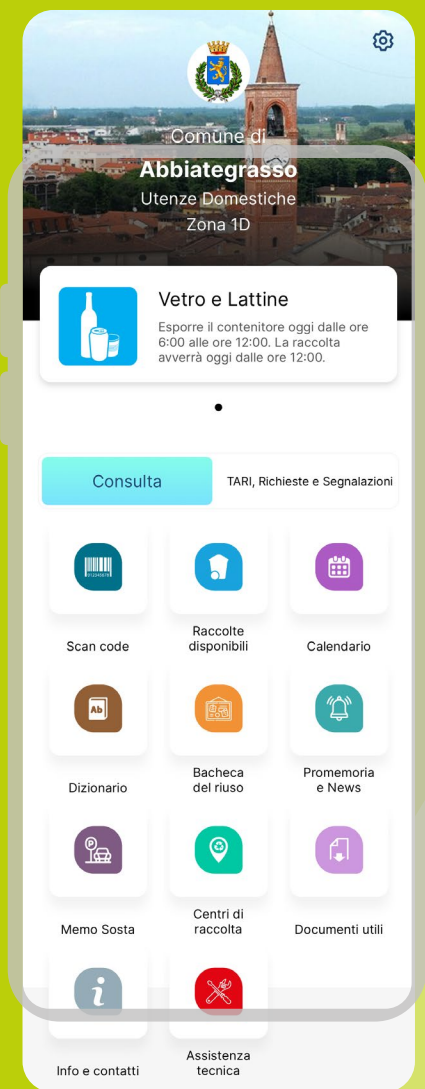 Comune di
Abbiategrasso
Utenze Domestiche
Zona 1D
Vetro e Lattine
Esporre il contenitore oggi dalle ore
6:00 alle ore 12:00. La raccolta
avverrà oggi dalle ore 12:00.
Consulta
TARI, Richieste e Segnalazioni
Scan code
Raccolte
disponibili
Calendario
Ab
Dizionario
Bacheca
del riuso
Promemoria
e News
P
Memo Sosta
Centri di
raccolta
Documenti utili
i
Info e contatti
Assistenza
tecnica